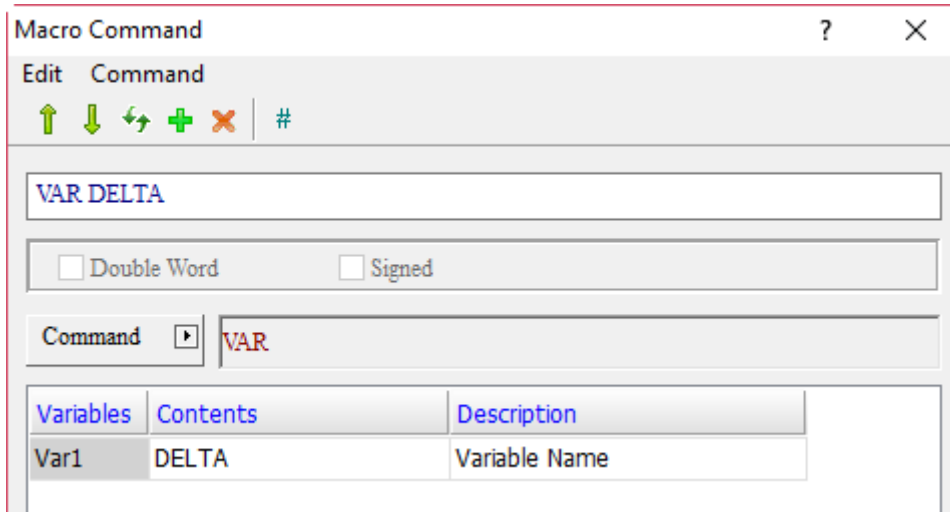 Macro Command ?
Edit Command
#
VAR DELTA
Double Word Signed
Command VAR
Variables Contents Description
Var1 DELTA Variable Name